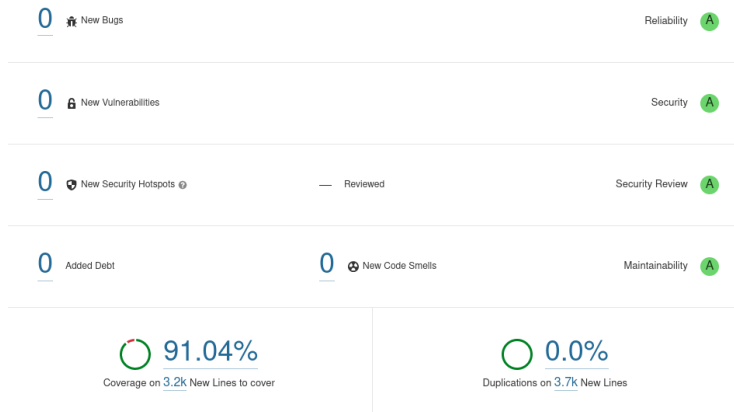 0 New Bugs Reliability A
0 New Vulnerabilities Security A
0 New Security Hotspots ? — Reviewed Security Review A
0 Added Debt 0 New Code Smells Maintainability A
91.04%
Coverage on 3.2k New Lines to cover
0.0%
Duplications on 3.7k New Lines